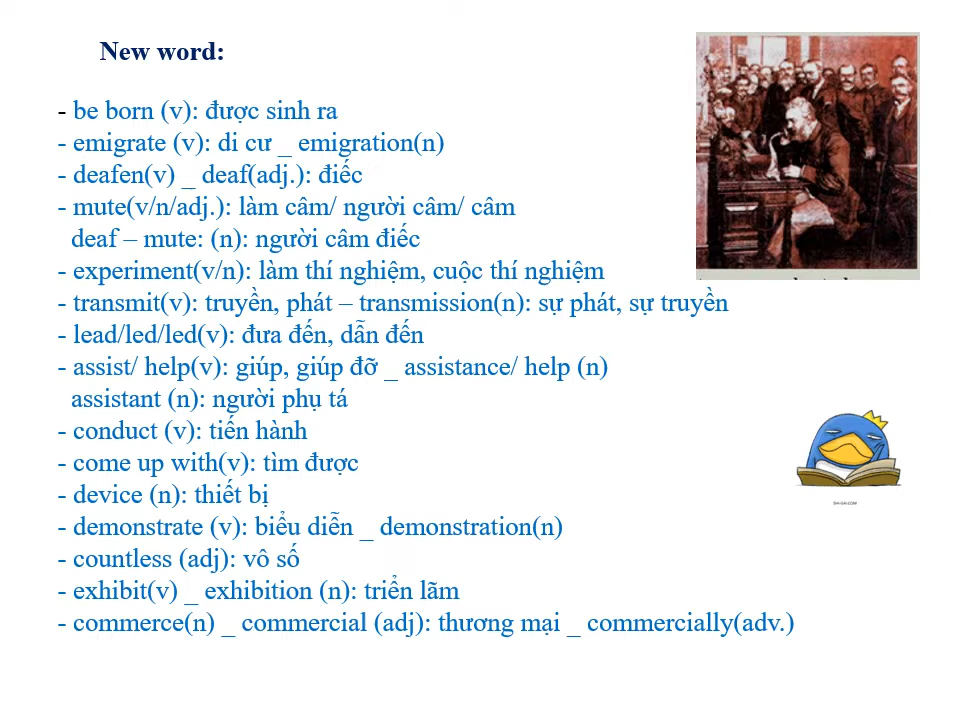 New word:
- be born (v): được sinh ra
- emigrate (v): di cư _ emigration(n)
- deafen(v) _ deaf(adj.): điếc
- mute(v/n/adj.): làm câm/ người câm/ câm
deaf – mute: (n): người câm điếc
- experiment(v/n): làm thí nghiệm, cuộc thí nghiệm
- transmit(v): truyền, phát – transmission(n): sự phát, sự truyền
- lead/led/led(v): đưa đến, dẫn đến
- assist/ help(v): giúp, giúp đỡ _ assistance/ help (n)
assistant (n): người phụ tá
- conduct (v): tiến hành
- come up with(v): tìm được
- device (n): thiết bị
- demonstrate (v): biểu diễn _ demonstration(n)
- countless (adj): vô số
- exhibit(v) _ exhibition (n): triển lãm
- commerce(n) _ commercial (adj): thương mại _ commercially(adv.)